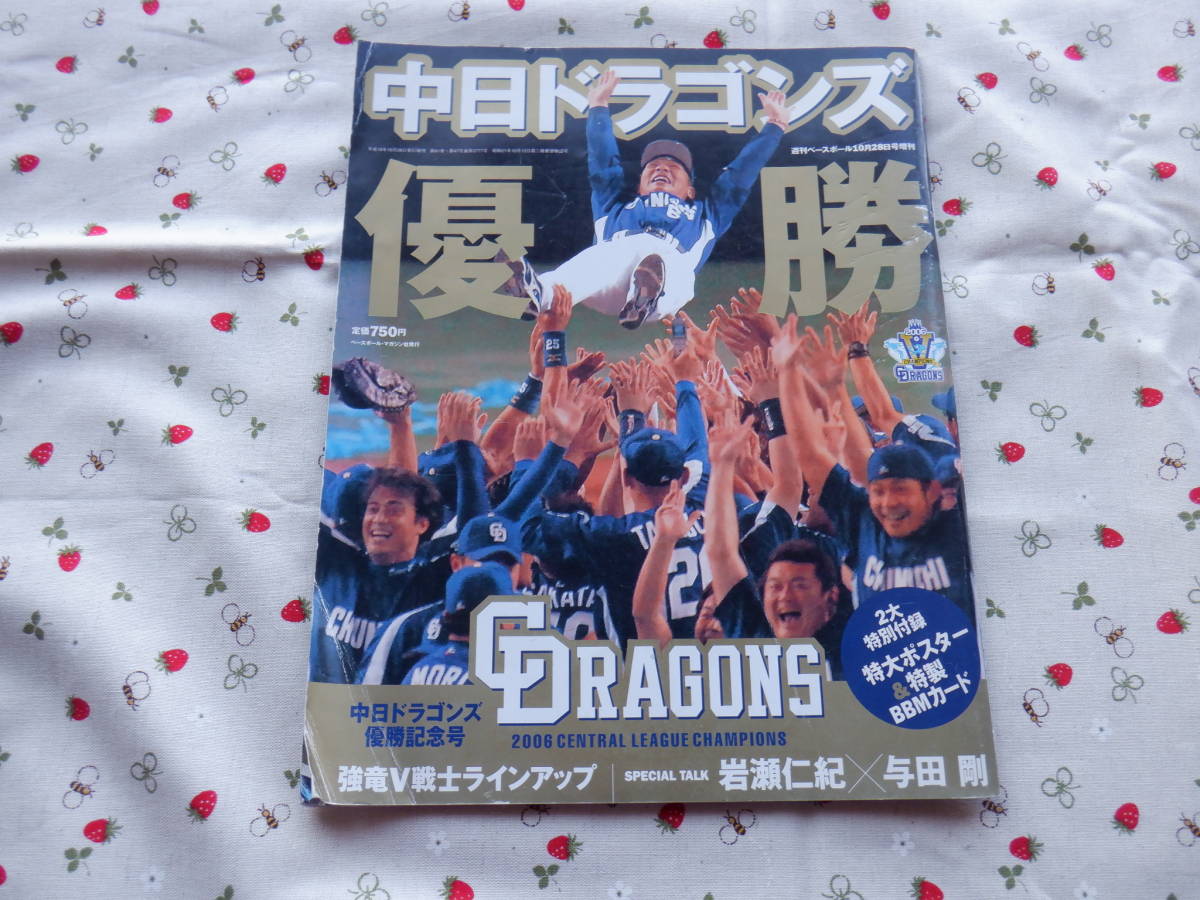 中日ドラゴンズ
週刊ベースボール10月28日号増刊
優勝
定価750円
ベースボール・マガジン社発行
25
2006
V
CHAMPIONS
DRAGONS
2大
特別付録
特大ポスター
&特製
BBMカード
CD DRAGONS
中日ドラゴンズ
優勝記念号
2006 CENTRAL LEAGUE CHAMPIONS
強竜V戦士ラインアップ
SPECIAL TALK 岩瀬仁紀×与田 剛